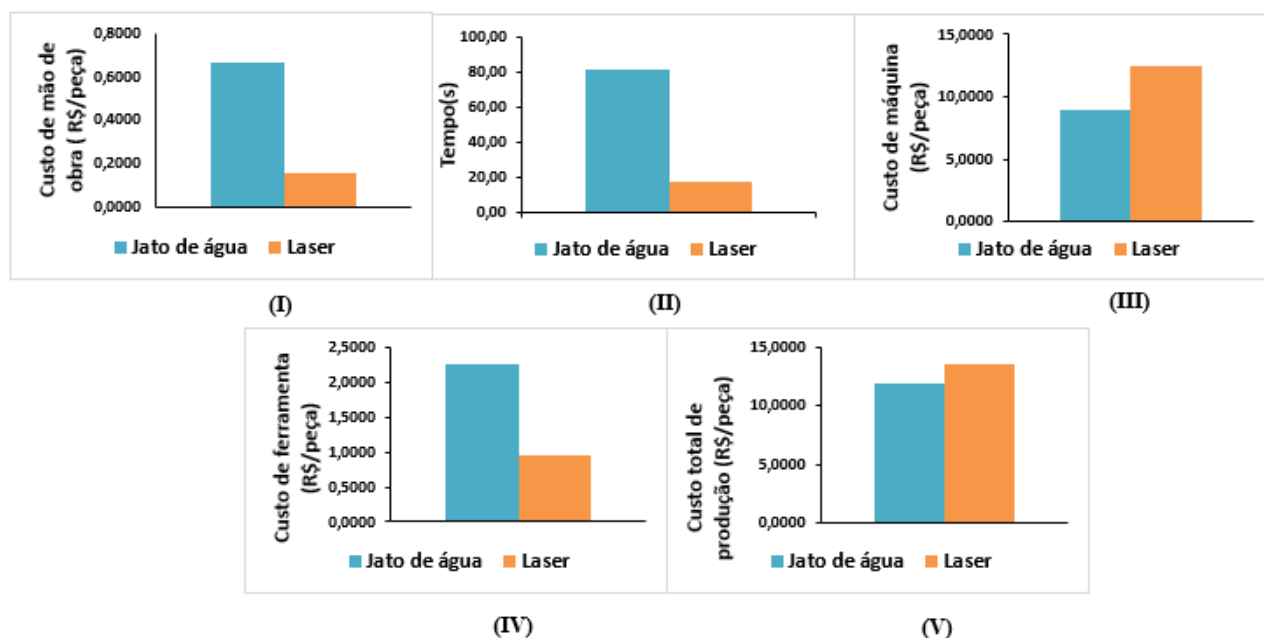 Custo de mão de
obra ( R$/peça)
0,8000
0,6000
0,4000
0,2000
0,0000
Jato de água Laser
(I)
Tempo(s)
100,00
80,00
60,00
40,00
20,00
0,00
Jato de água Laser
(II)
Custo de máquina
(R$/peça)
15,0000
10,0000
5,0000
0,0000
Jato de água Laser
(III)
Custo de ferramenta
(R$/peça)
2,5000
2,0000
1,5000
1,0000
0,5000
0,0000
Jato de água Laser
(IV)
Custo total de
produção (R$/peça)
15,0000
10,0000
5,0000
0,0000
Jato de água Laser
(V)